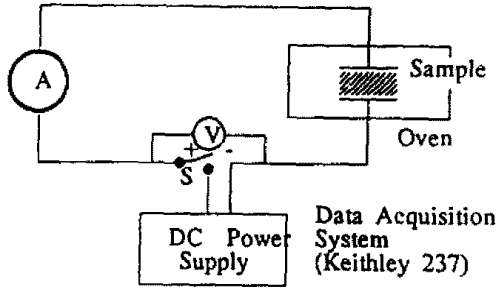 A
Sample
Oven
V
+ -
S
DC Power
Supply
Data Acquisition
System
(Keithley 237)